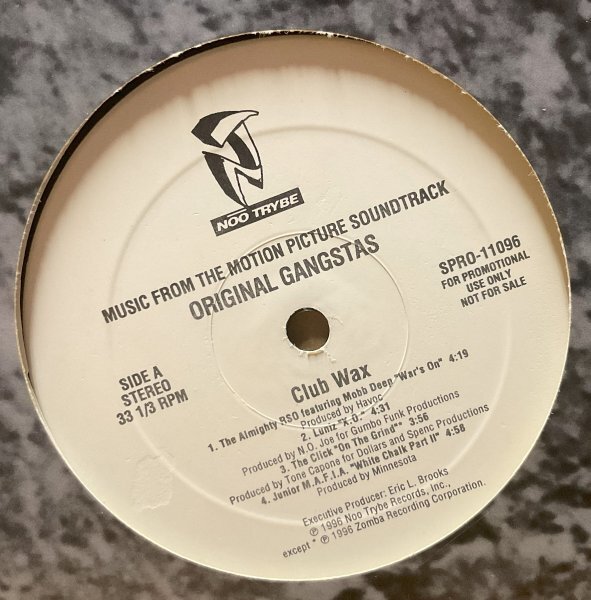 NOO TRYBE
MUSIC FROM THE MOTION PICTURE SOUNDTRACK
ORIGINAL GANGSTAS
SPRO-11096
FOR PROMOTIONAL
USE ONLY
NOT FOR SALE
SIDE A
STEREO
33 1/3 RPM
Club Wax
1. The Almighty RSO featuring Mobb Deep "War's On" 4:19
Produced by Havoc
2. Luniz "X.O." 4:31
Produced by N.O. Joe for Gumbo Funk Productions
3. The Click "On The Grind"* 3:56
Produced by Tone Capone for Dollars and Spenc Productions
4. Junior M.A.F.I.A. "White Chalk Part II" 4:58
Produced by Minnesota
Executive Producer: Eric L. Brooks
℗ 1996 Noo Trybe Records, Inc.,
except * ℗ 1996 Zomba Recording Corporation.